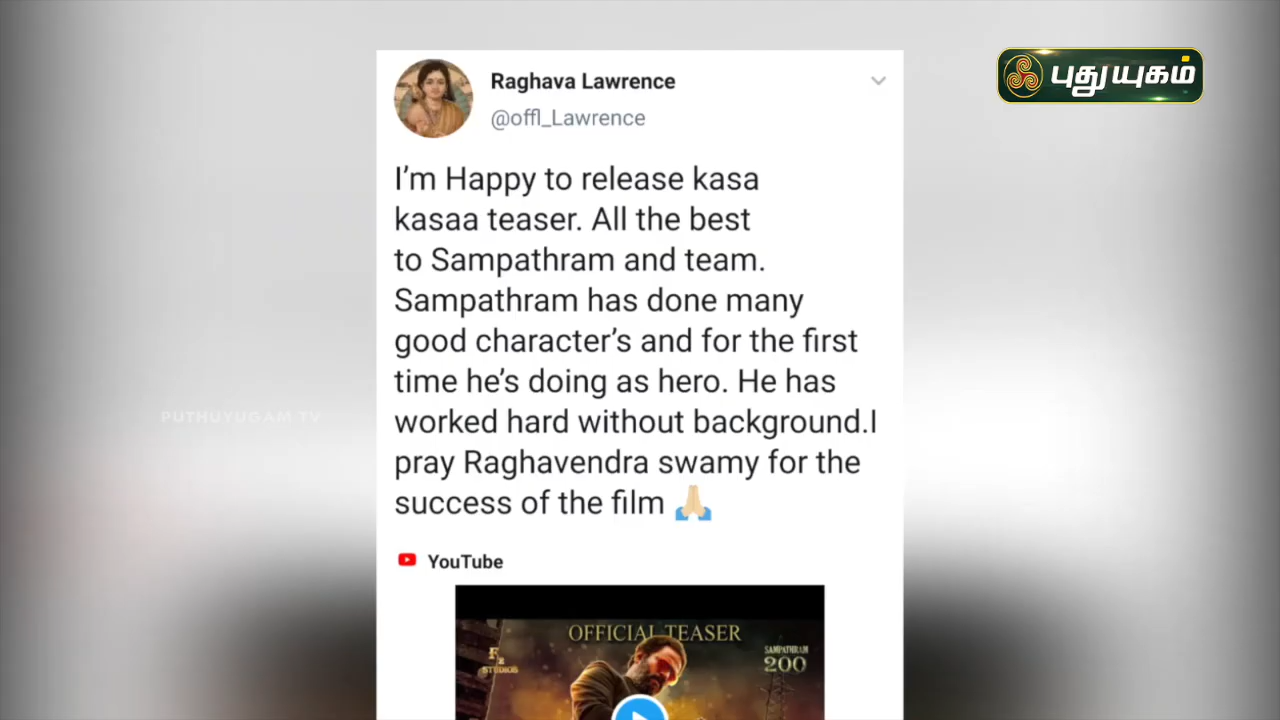 Raghava Lawrence
@offl_Lawrence
புதுயுகம்
I’m Happy to release kasa
kasaa teaser. All the best
to Sampathram and team.
Sampathram has done many
good character’s and for the first
time he’s doing as hero. He has
worked hard without background.I
pray Raghavendra swamy for the
success of the film 🙏🏻
PUTHUYUGAM TV
YouTube
OFFICIAL TEASER
F2
STUDIOS
SAMPATHRAM
200